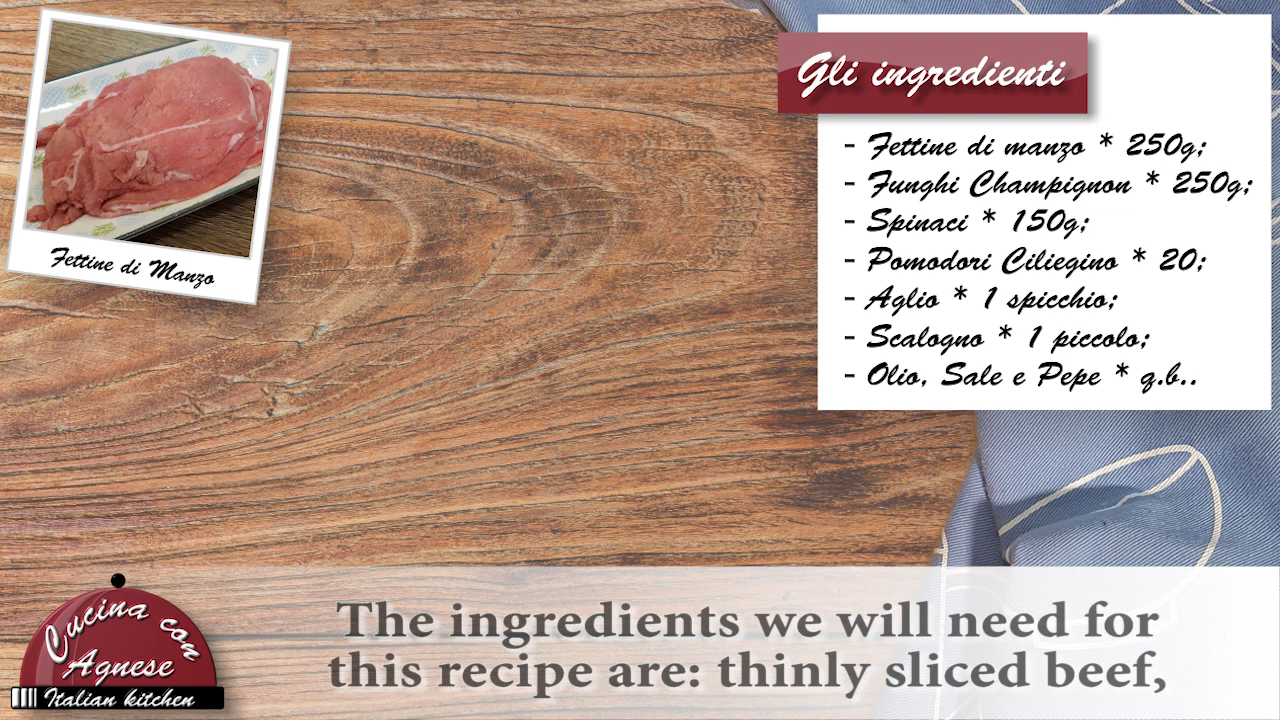 Gli ingredienti
- Fettine di manzo * 250g;
- Funghi Champignon * 250g;
- Spinaci * 150g;
- Pomodori Ciliegino * 20;
- Aglio * 1 spicchio;
- Scalogno * 1 piccolo;
- Olio, Sale e Pepe * q.b..
Fettine di Manzo
The ingredients we will need for
this recipe are: thinly sliced beef,
Cucina con
Agnese
Italian kitchen